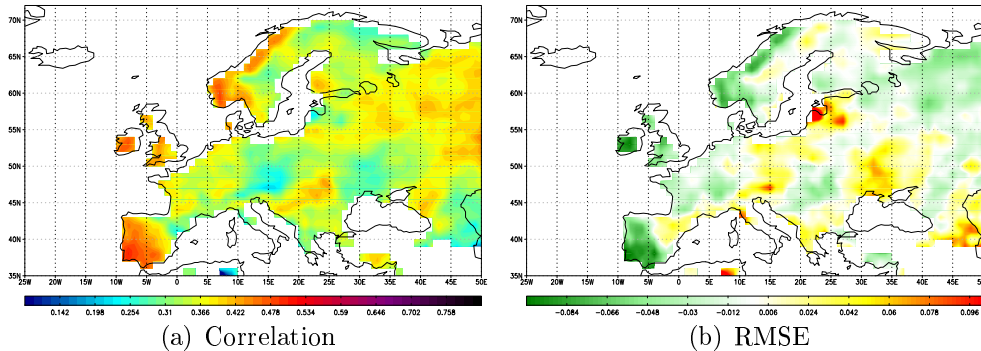 70N
65N
60N
55N
50N
45N
40N
35N
25W 20W 15W 10W 5W 0 5E 10E 15E 20E 25E 30E 35E 40E 45E 50E
0.142 0.198 0.254 0.31 0.366 0.422 0.478 0.534 0.59 0.646 0.702 0.758
(a) Correlation
70N
65N
60N
55N
50N
45N
40N
35N
25W 20W 15W 10W 5W 0 5E 10E 15E 20E 25E 30E 35E 40E 45E 50E
-0.084 -0.066 -0.048 -0.03 -0.012 0.006 0.024 0.042 0.06 0.078 0.096
(b) RMSE